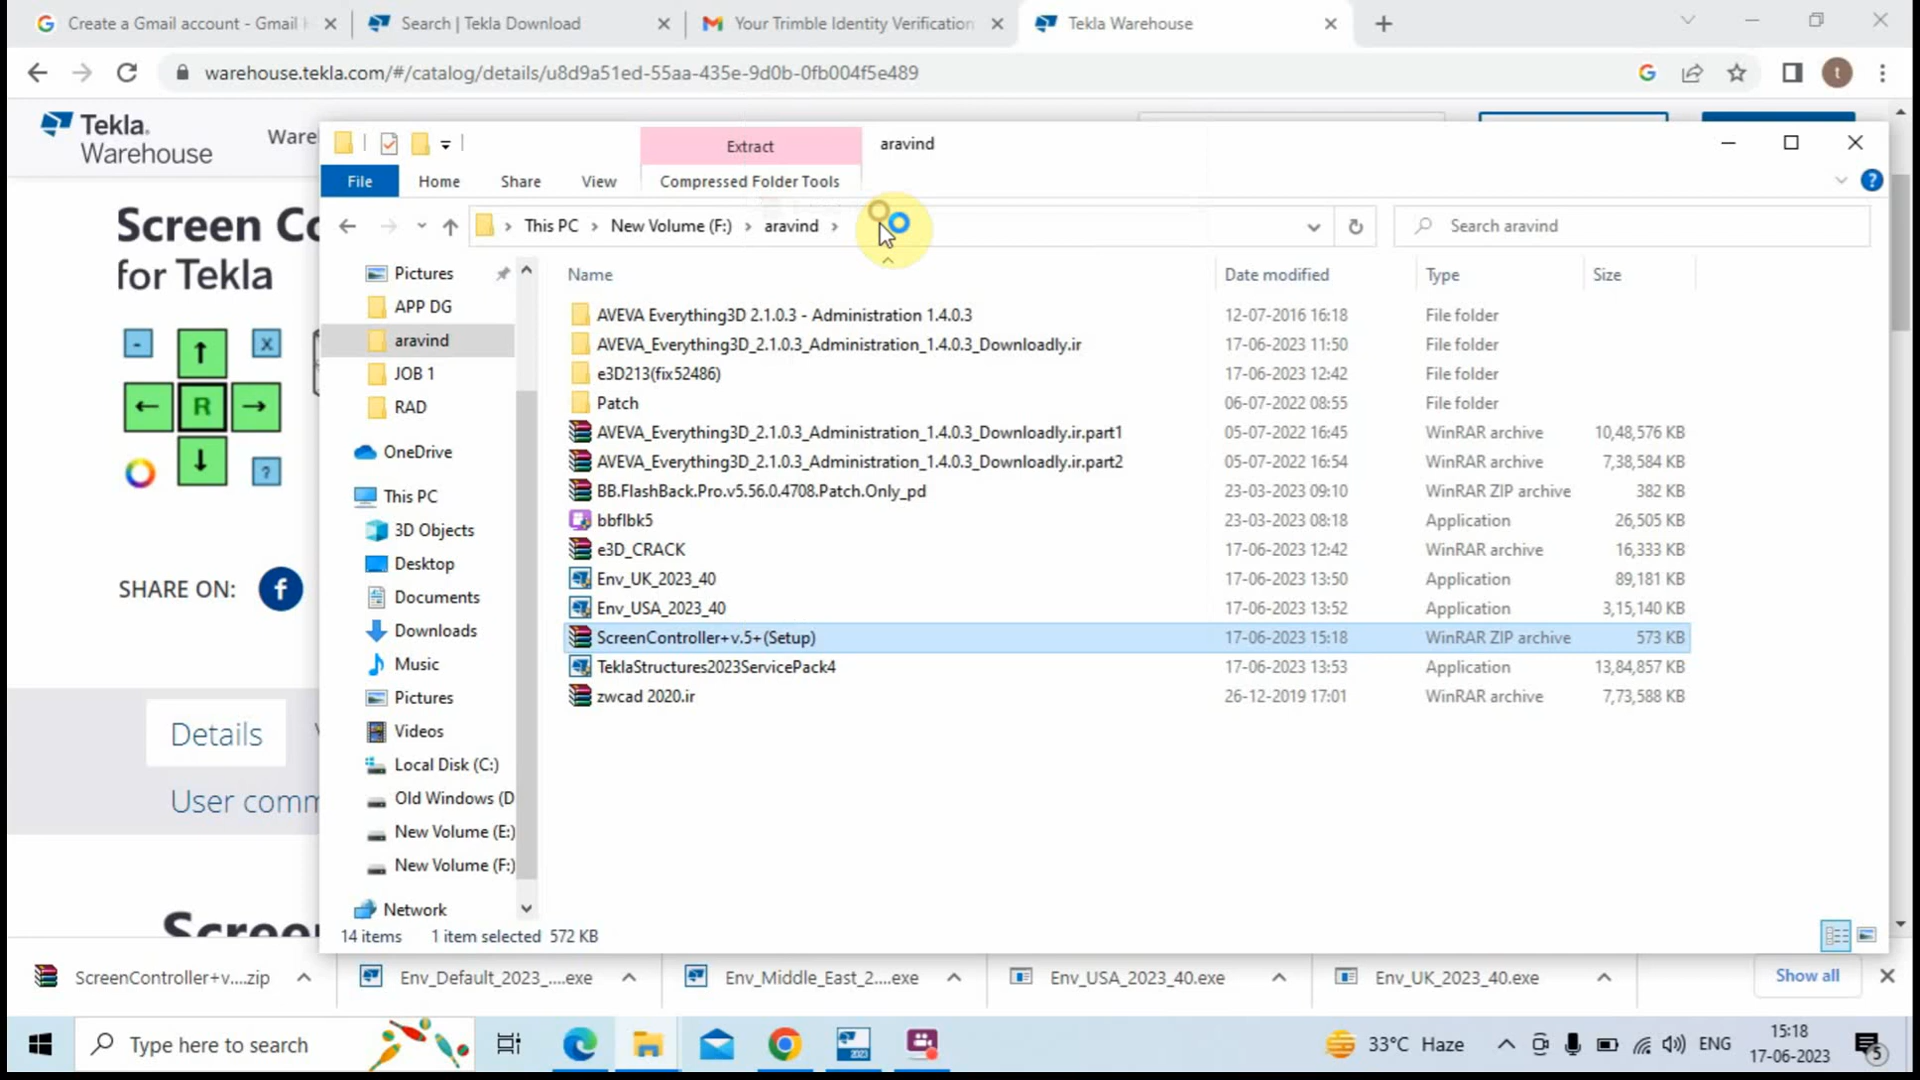 Create a Gmail account - Gmail
Search | Tekla Download
Your Trimble Identity Verification
Tekla Warehouse
warehouse.tekla.com/#/catalog/details/u8d9a51ed-55aa-435e-9d0b-0fb004f5e489
t
Tekla.
Warehouse
Ware
Screen Co
for Tekla
- ↑ X
← R →
↓ ?
SHARE ON: f
Details
User comm
Screen
Extract
aravind
File
Home
Share
View
Compressed Folder Tools
This PC > New Volume (F:) > aravind >
Search aravind
Pictures
APP DG
aravind
JOB 1
RAD
OneDrive
This PC
3D Objects
Desktop
Documents
Downloads
Music
Pictures
Videos
Local Disk (C:)
Old Windows (D
New Volume (E:)
New Volume (F:)
Network
Name Date modified Type Size
AVEVA Everything3D 2.1.0.3 - Administration 1.4.0.3 12-07-2016 16:18 File folder
AVEVA_Everything3D_2.1.0.3_Administration_1.4.0.3_Downloadly.ir 17-06-2023 11:50 File folder
e3D213(fix52486) 17-06-2023 12:42 File folder
Patch 06-07-2022 08:55 File folder
AVEVA_Everything3D_2.1.0.3_Administration_1.4.0.3_Downloadly.ir.part1 05-07-2022 16:45 WinRAR archive 10,48,576 KB
AVEVA_Everything3D_2.1.0.3_Administration_1.4.0.3_Downloadly.ir.part2 05-07-2022 16:54 WinRAR archive 7,38,584 KB
BB.FlashBack.Pro.v5.56.0.4708.Patch.Only_pd 23-03-2023 09:10 WinRAR ZIP archive 382 KB
bbflbk5 23-03-2023 08:18 Application 26,505 KB
e3D_CRACK 17-06-2023 12:42 WinRAR archive 16,333 KB
Env_UK_2023_40 17-06-2023 13:50 Application 89,181 KB
Env_USA_2023_40 17-06-2023 13:52 Application 3,15,140 KB
ScreenController+v.5+(Setup) 17-06-2023 15:18 WinRAR ZIP archive 573 KB
TeklaStructures2023ServicePack4 17-06-2023 13:53 Application 13,84,857 KB
zwcad 2020.ir 26-12-2019 17:01 WinRAR archive 7,73,588 KB
14 items 1 item selected 572 KB
ScreenController+v....zip
Env_Default_2023_....exe
Env_Middle_East_2....exe
Env_USA_2023_40.exe
Env_UK_2023_40.exe
Show all
Type here to search
2023
33°C Haze
ENG
15:18
17-06-2023
5